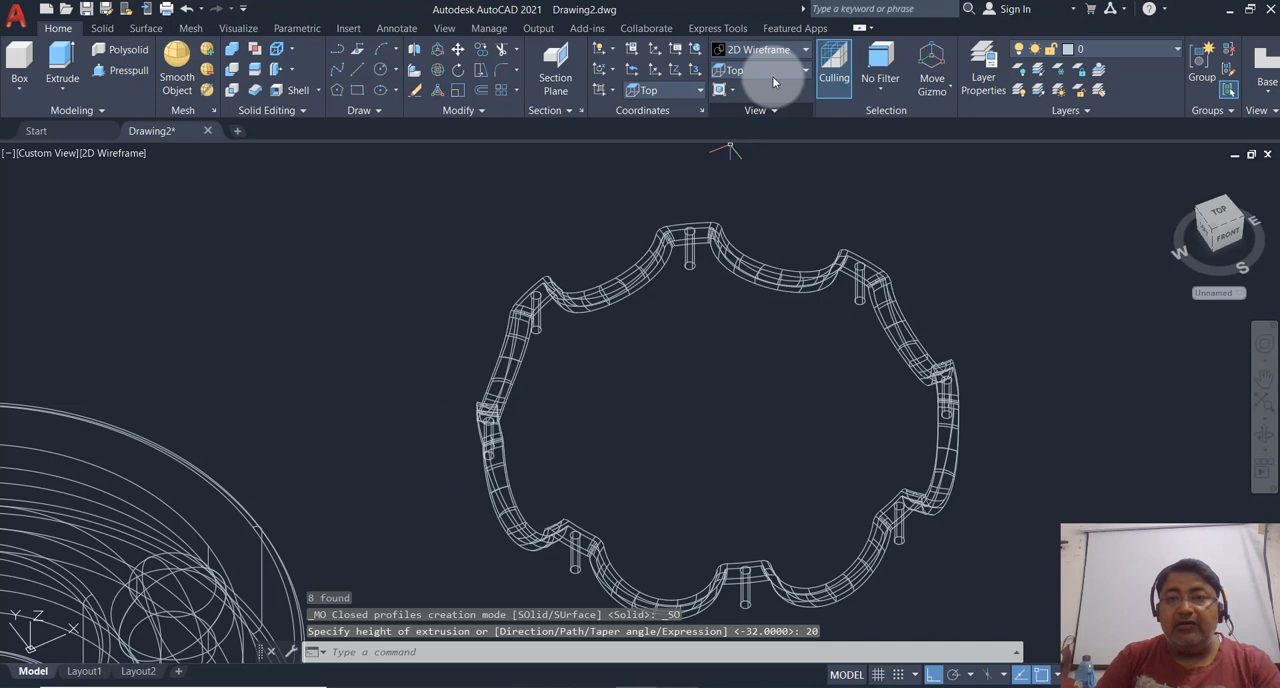 A Autodesk AutoCAD 2021 Drawing2.dwg Type a keyword or phrase Sign In
Home Solid Surface Mesh Visualize Parametric Insert Annotate View Manage Output Add-ins Collaborate Express Tools Featured Apps
Polysolid
Presspull
Box Extrude
Smooth Object
Shell
Section Plane
Top
2D Wireframe
Top
Culling No Filter Move Gizmo
Layer Properties
0
Group
Base
Modeling Mesh Solid Editing Draw Modify Section Coordinates View Selection Layers Groups View
Start Drawing2*
[−][Custom View][2D Wireframe]
TOP
FRONT
W S E
Unnamed
Y Z X
8 found
_MO Closed profiles creation mode [SOlid/SUrface] <Solid>: _SO
Specify height of extrusion or [Direction/Path/Taper angle/Expression] <-32.0000>: 20
Type a command
Model Layout1 Layout2 + MODEL